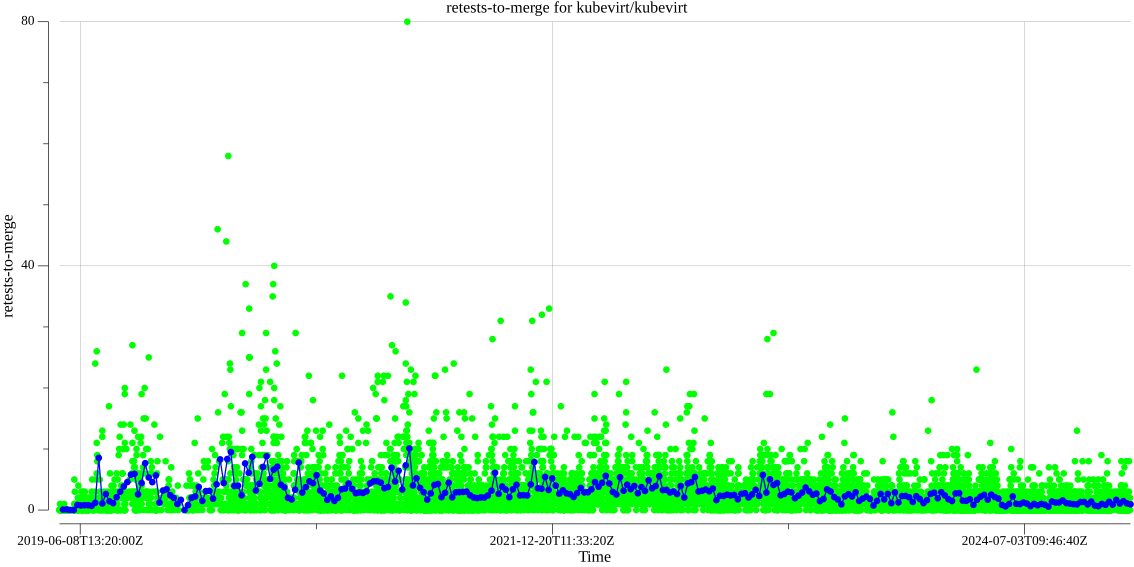 retests-to-merge for kubevirt/kubevirt
80
40
0
retests-to-merge
2019-06-08T13:20:00Z
2021-12-20T11:33:20Z
2024-07-03T09:46:40Z
Time